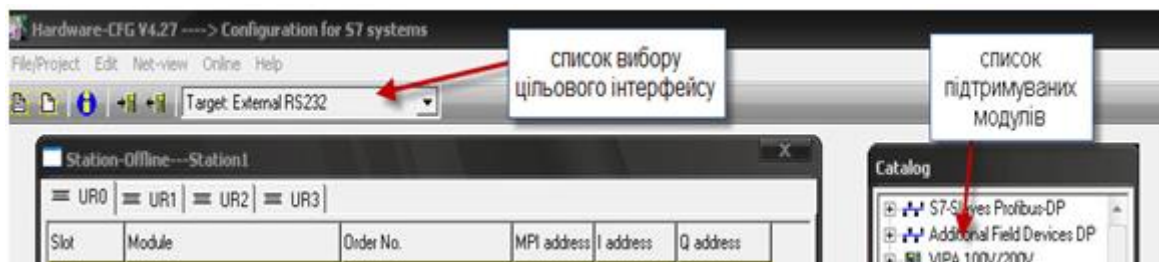 Hardware-CFG V4.27 ----> Configuration for S7 systems
File/Project Edit Net-view Online Help
Target: External RS232
список вибору
цільового інтерфейсу
список
підтримуваних
модулів
Station-Offline---Station1
X
UR0 UR1 UR2 UR3
Slot Module Order No. MPI address I address Q address
Catalog
S7-Slaves Profibus-DP
Additional Field Devices DP
VIPA 100V/200V